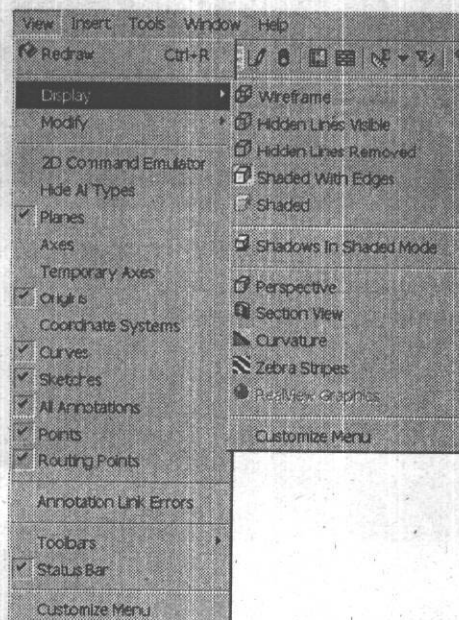 View Insert Tools Window Help
Redraw Ctrl+R
Display
Modify
2D Command Emulator
Hide All Types
Planes
Axes
Temporary Axes
Origins
Coordinate Systems
Curves
Sketches
All Annotations
Points
Routing Points
Annotation Link Errors
Toolbars
Status Bar
Customize Menu
Wireframe
Hidden Lines Visible
Hidden Lines Removed
Shaded With Edges
Shaded
Shadows In Shaded Mode
Perspective
Section View
Curvature
Zebra Stripes
RealView Graphics
Customize Menu